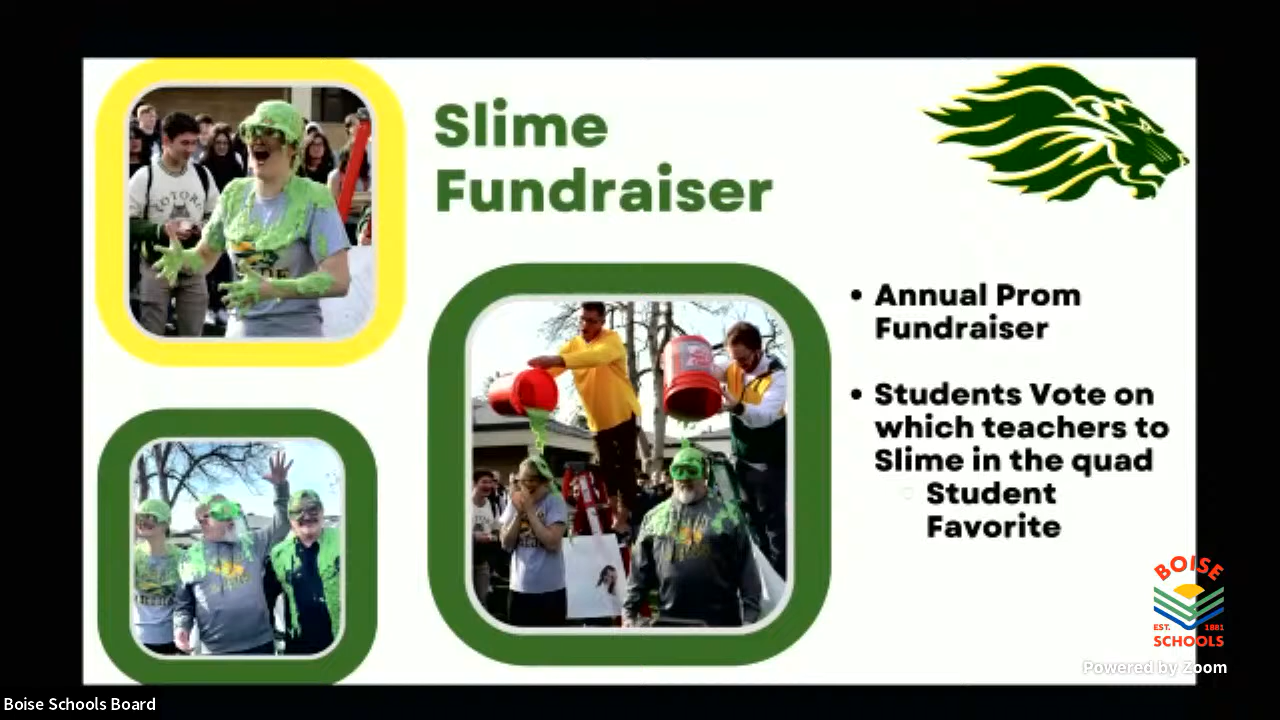 Slime
Fundraiser
Annual Prom
Fundraiser
Students Vote on
which teachers to
Slime in the quad
Student
Favorite
BOISE
EST. 1881
SCHOOLS
Powered by Zoom
Boise Schools Board